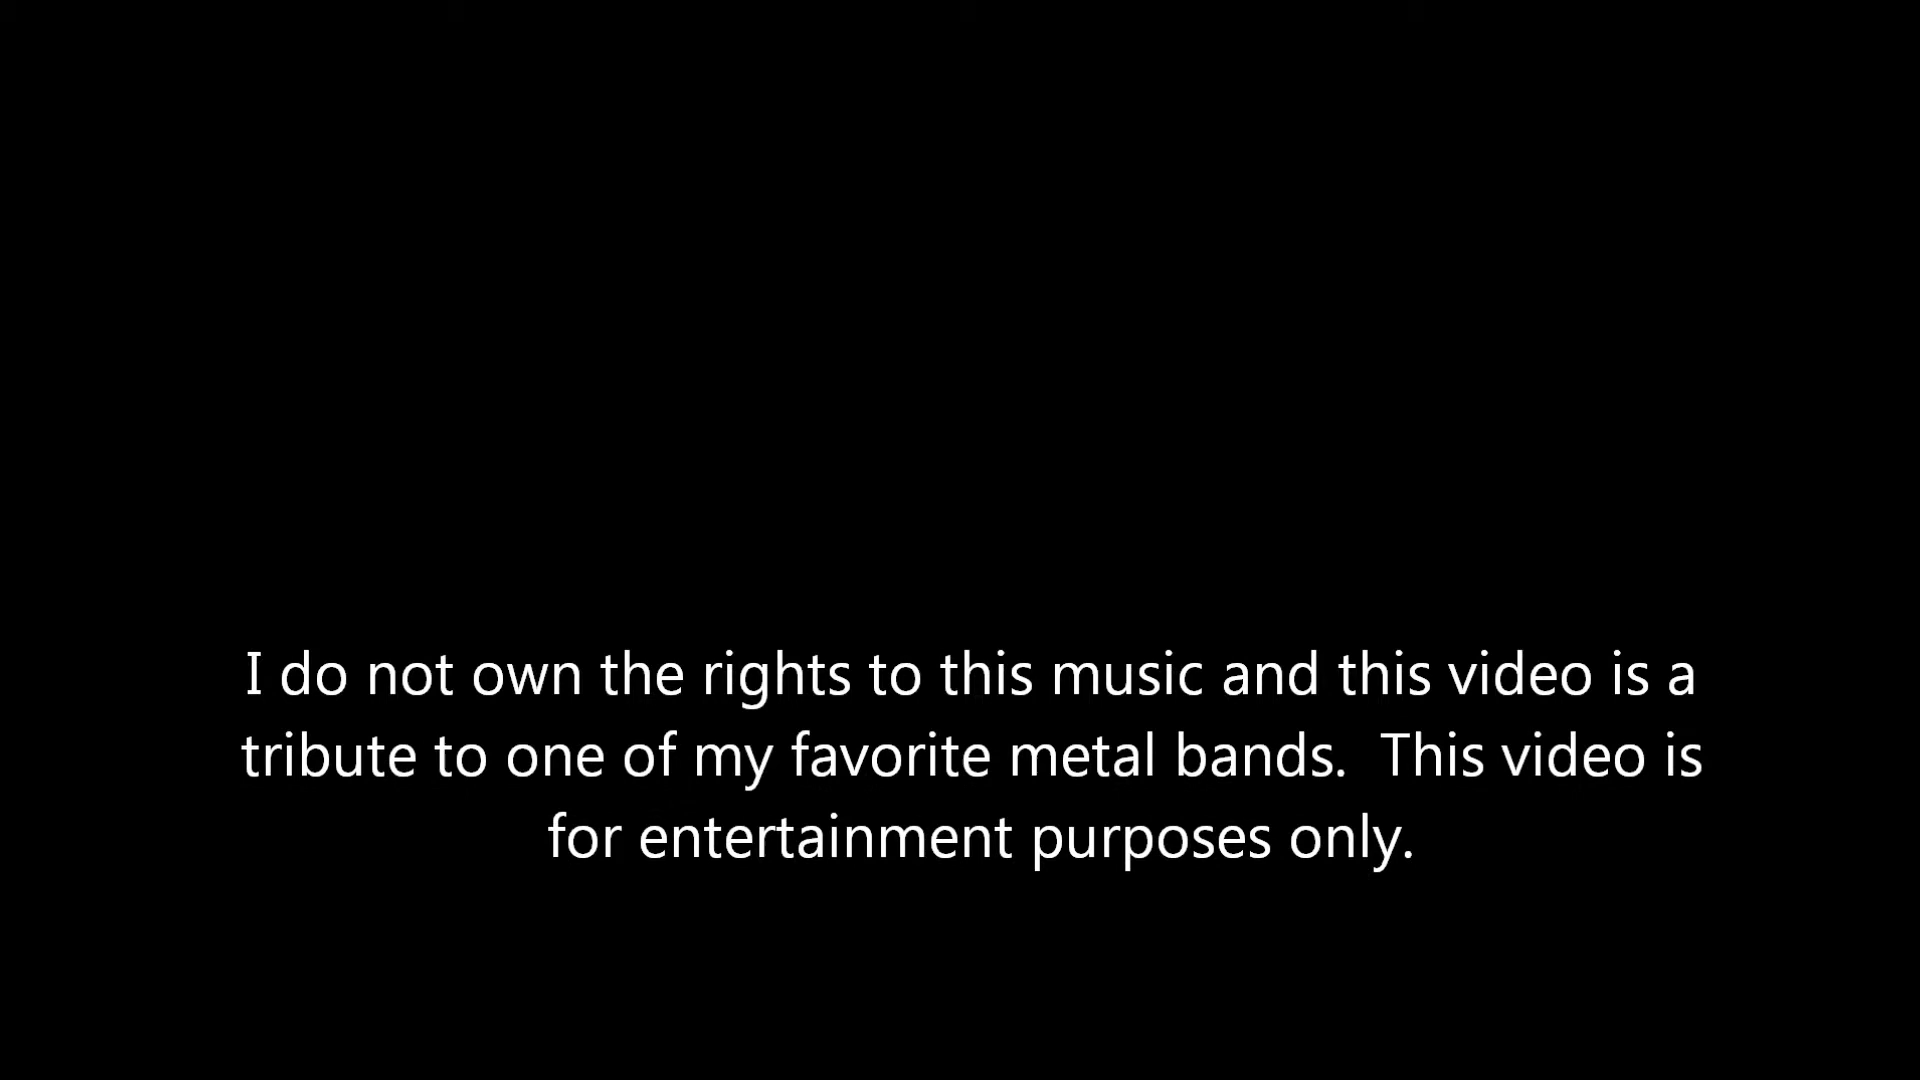 I do not own the rights to this music and this video is a
tribute to one of my favorite metal bands.  This video is
for entertainment purposes only.